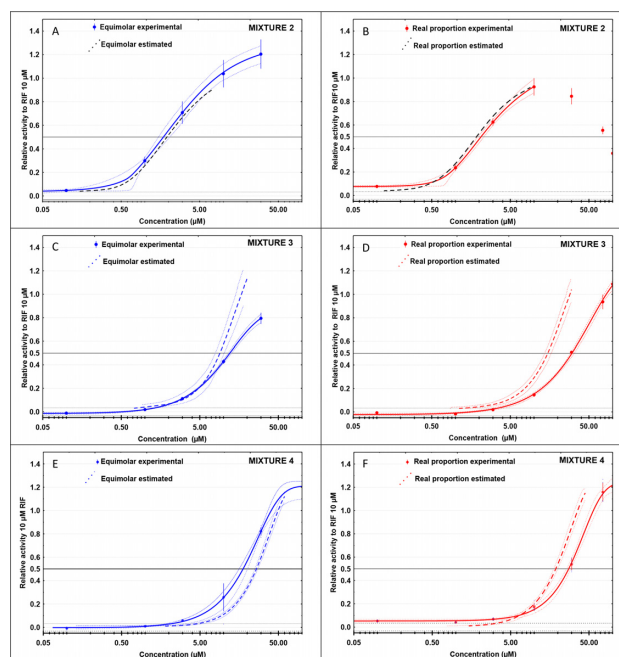 A
Equimolar experimental
MIXTURE 2
Equimolar estimated
Relative activity to RIF 10 µM
1.4
1.2
1.0
0.8
0.6
0.5
0.4
0.2
0.0
0.05 0.50 5.00 50.00
Concentration (µM)
B
Real proportion experimental
MIXTURE 2
Real proportion estimated
Relative activity to RIF10 µM
1.4
1.2
1.0
0.8
0.6
0.5
0.4
0.2
0.0
0.05 0.50 5.00 50.00
Concentration (µM)
C
Equimolar experimental
MIXTURE 3
Equimolar estimated
Relative activity to RIF 10 µM
1.4
1.2
1.0
0.8
0.6
0.5
0.4
0.2
0.0
0.05 0.50 5.00 50.00
Concentration (µM)
D
Real proportion experimental
MIXTURE 3
Real proportion estimated
Relative activity to RIF 10 µM
1.4
1.2
1.0
0.8
0.6
0.5
0.4
0.2
0.0
0.05 0.50 5.00 50.00
Concentration (µM)
E
Equimolar experimental
MIXTURE 4
Equimolar estimated
Relative activity 10 µM RIF
1.4
1.2
1.0
0.8
0.6
0.5
0.4
0.2
0.0
0.05 0.50 5.00 50.00
Concentration (µM)
F
Real proportion experimental
MIXTURE 4
Real proportion estimated
Relative activity to RIF 10 µM
1.4
1.2
1.0
0.8
0.6
0.5
0.4
0.2
0.0
0.05 0.50 5.00 50.00
Concentration (µM)